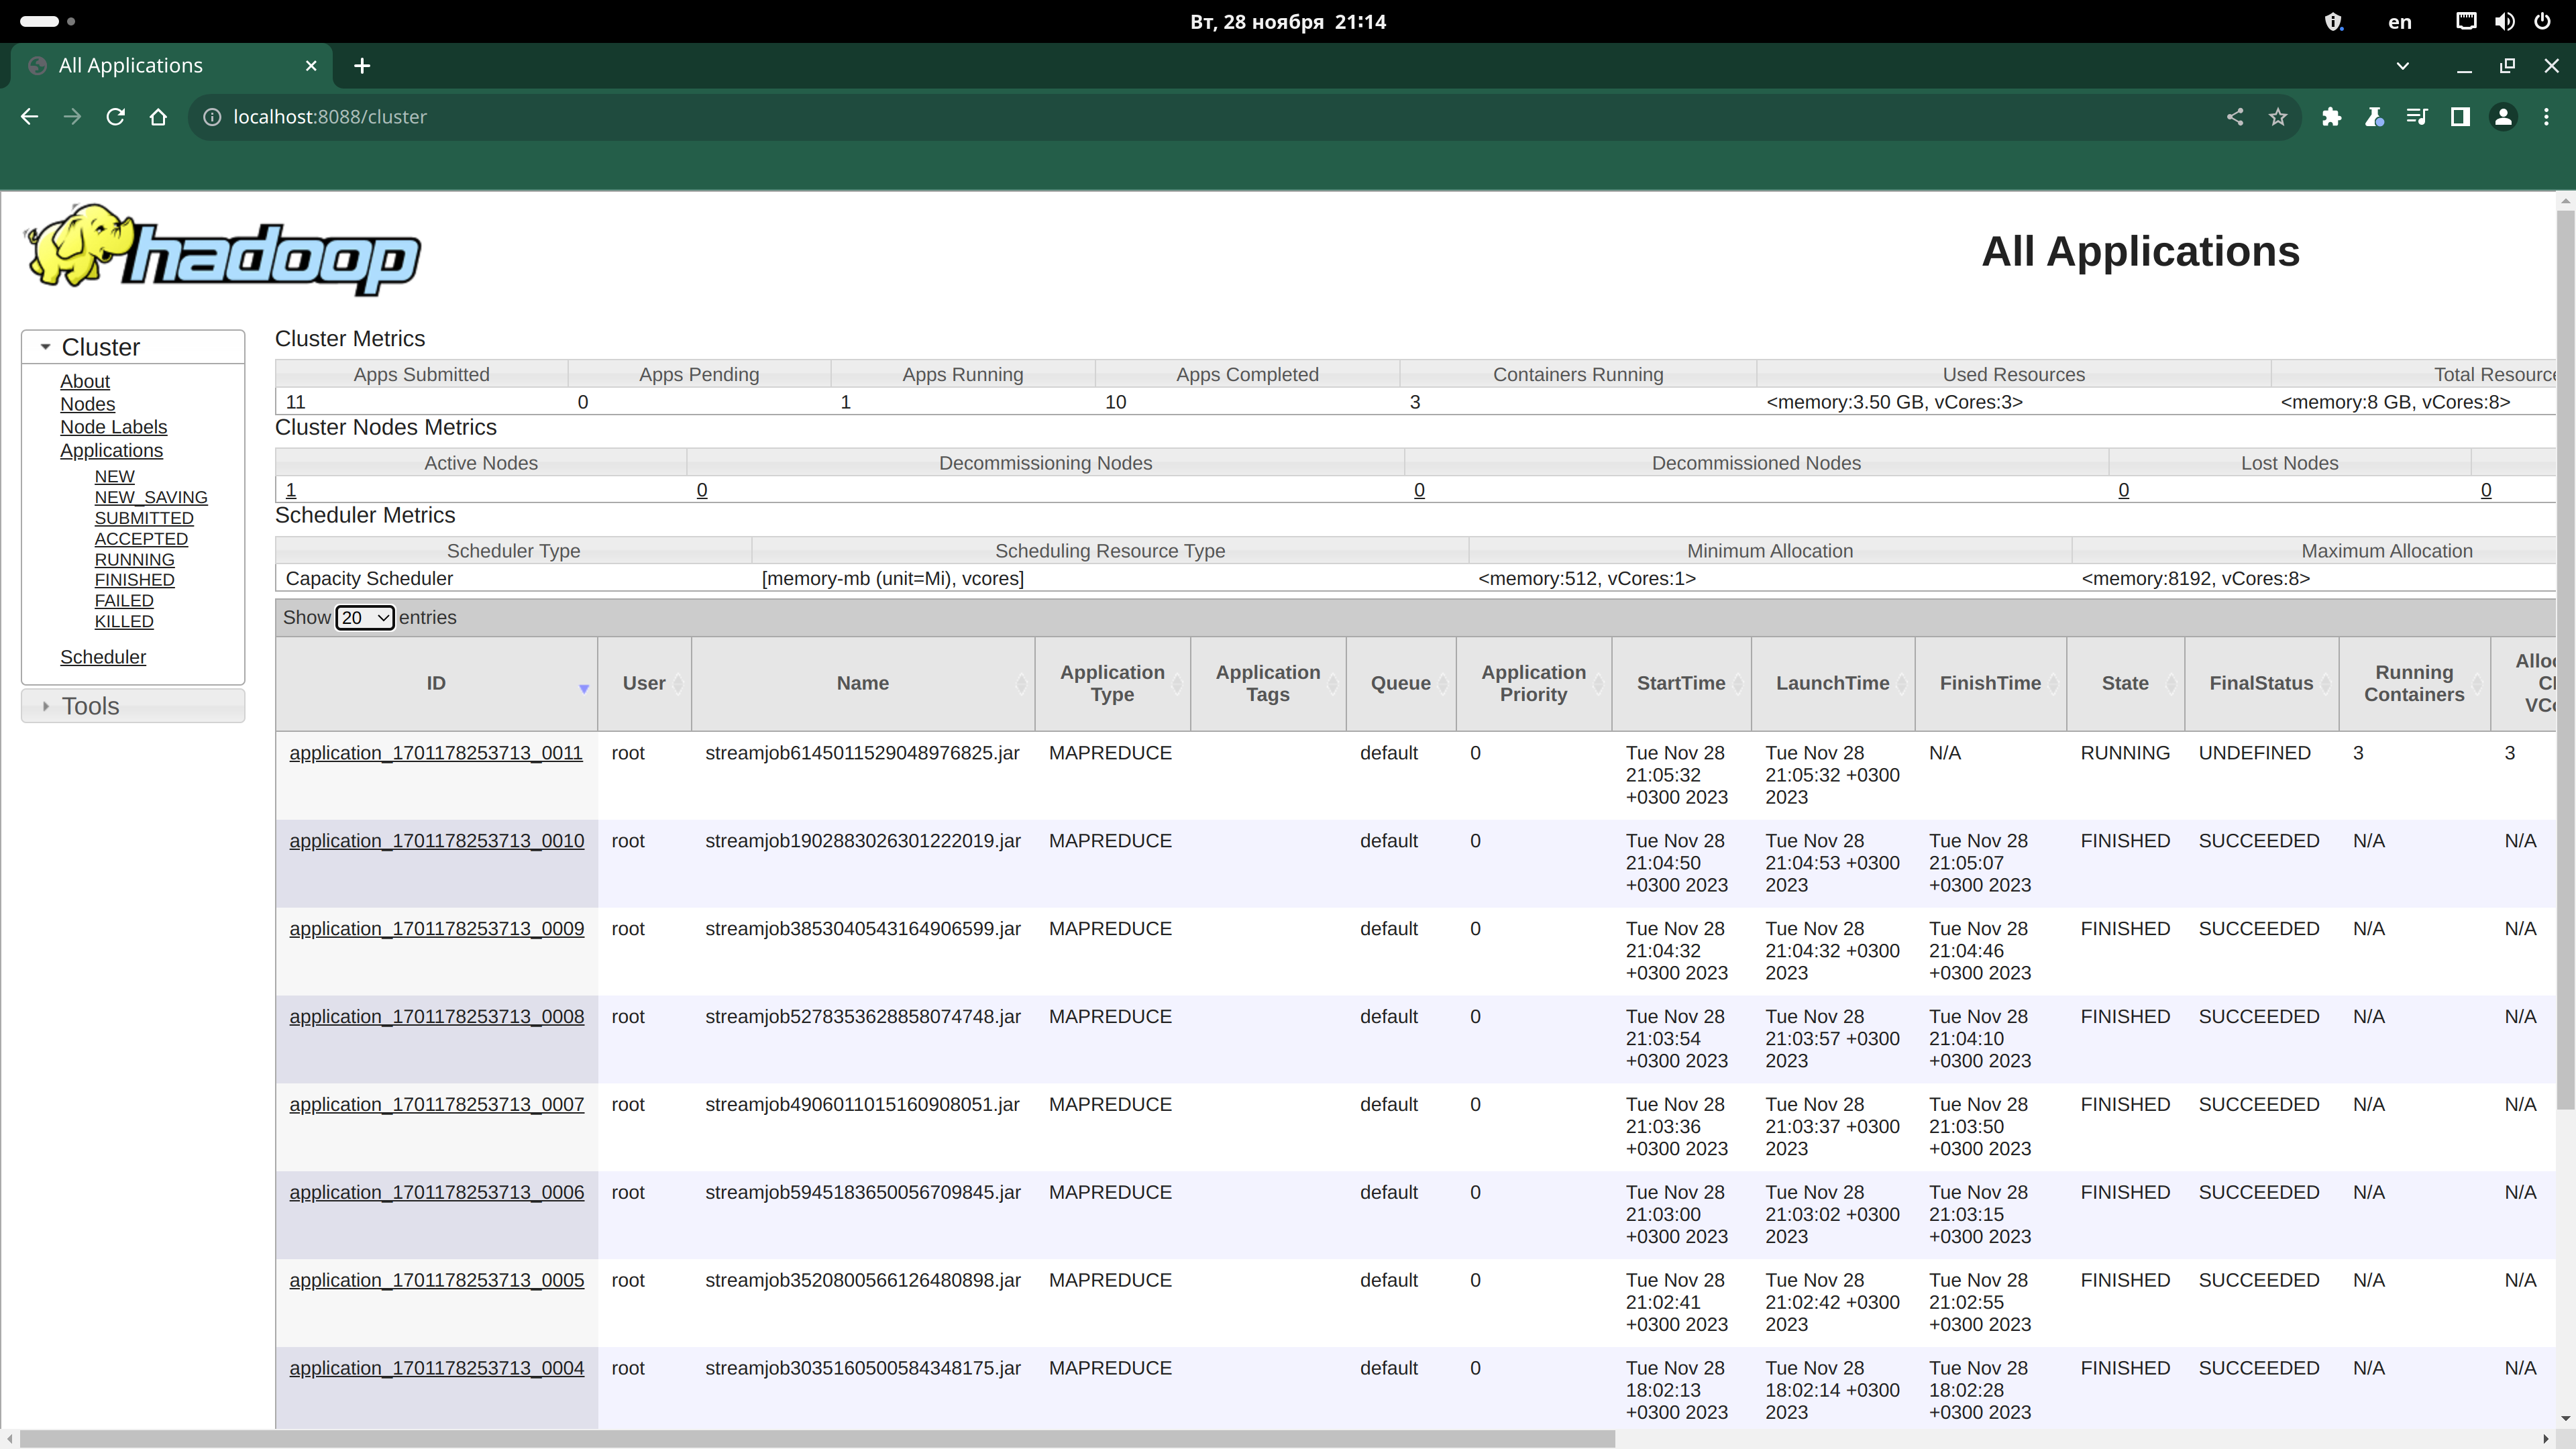 Вт, 28 ноября 21:14
en
All Applications
localhost:8088/cluster
hadoop
All Applications
Cluster
About
Nodes
Node Labels
Applications
NEW
NEW_SAVING
SUBMITTED
ACCEPTED
RUNNING
FINISHED
FAILED
KILLED
Scheduler
Tools
Cluster Metrics
Apps Submitted Apps Pending Apps Running Apps Completed Containers Running Used Resources Total
11 0 1 10 3 <memory:3.50 GB, vCores:3> <memory:8 GB, vCores:8>
Cluster Nodes Metrics
Active Nodes Decommissioning Nodes Decommissioned Nodes Lost Nodes
1 0 0 0 0
Scheduler Metrics
Scheduler Type Scheduling Resource Type Minimum Allocation Maximum Allocation
Capacity Scheduler [memory-mb (unit=Mi), vcores] <memory:512, vCores:1> <memory:8192, vCores:8>
Show 20 entries
ID User Name Application Type Application Tags Queue Application Priority StartTime LaunchTime FinishTime State FinalStatus Running Containers
application_1701178253713_0011 root streamjob6145011529048976825.jar MAPREDUCE default 0 Tue Nov 28 21:05:32 +0300 2023 Tue Nov 28 21:05:32 +0300 2023 N/A RUNNING UNDEFINED 3 3
application_1701178253713_0010 root streamjob1902883026301222019.jar MAPREDUCE default 0 Tue Nov 28 21:04:50 +0300 2023 Tue Nov 28 21:04:53 +0300 2023 Tue Nov 28 21:05:07 +0300 2023 FINISHED SUCCEEDED N/A N/A
application_1701178253713_0009 root streamjob3853040543164906599.jar MAPREDUCE default 0 Tue Nov 28 21:04:32 +0300 2023 Tue Nov 28 21:04:32 +0300 2023 Tue Nov 28 21:04:46 +0300 2023 FINISHED SUCCEEDED N/A N/A
application_1701178253713_0008 root streamjob5278353628858074748.jar MAPREDUCE default 0 Tue Nov 28 21:03:54 +0300 2023 Tue Nov 28 21:03:57 +0300 2023 Tue Nov 28 21:04:10 +0300 2023 FINISHED SUCCEEDED N/A N/A
application_1701178253713_0007 root streamjob4906011015160908051.jar MAPREDUCE default 0 Tue Nov 28 21:03:36 +0300 2023 Tue Nov 28 21:03:37 +0300 2023 Tue Nov 28 21:03:50 +0300 2023 FINISHED SUCCEEDED N/A N/A
application_1701178253713_0006 root streamjob5945183650056709845.jar MAPREDUCE default 0 Tue Nov 28 21:03:00 +0300 2023 Tue Nov 28 21:03:02 +0300 2023 Tue Nov 28 21:03:15 +0300 2023 FINISHED SUCCEEDED N/A N/A
application_1701178253713_0005 root streamjob3520800566126480898.jar MAPREDUCE default 0 Tue Nov 28 21:02:41 +0300 2023 Tue Nov 28 21:02:42 +0300 2023 Tue Nov 28 21:02:55 +0300 2023 FINISHED SUCCEEDED N/A N/A
application_1701178253713_0004 root streamjob3035160500584348175.jar MAPREDUCE default 0 Tue Nov 28 18:02:13 +0300 2023 Tue Nov 28 18:02:14 +0300 2023 Tue Nov 28 18:02:28 +0300 2023 FINISHED SUCCEEDED N/A N/A